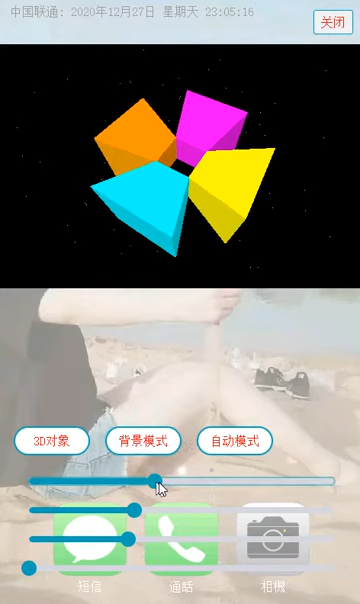 中国联通: 2020年12月27日 星期天 23:05:16
关闭
3D对象 背景模式 自动模式
短信 通話 相機